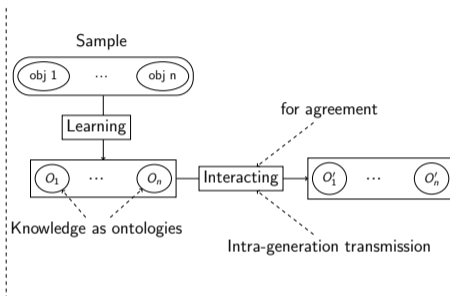 Sample
obj 1 ... obj n
Learning
for agreement
O₁ ... Oₙ
Interacting
O′₁ ... O′ₙ
Knowledge as ontologies
Intra-generation transmission